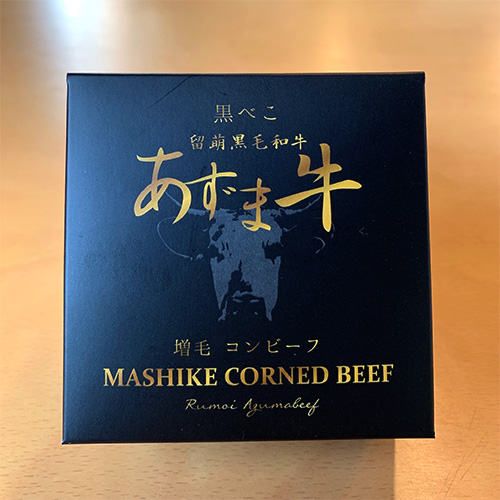 黒べこ
留萌黒毛和牛
あずま牛
増毛 コンビーフ
MASHIKE CORNED BEEF
Rumoi Azumabeef